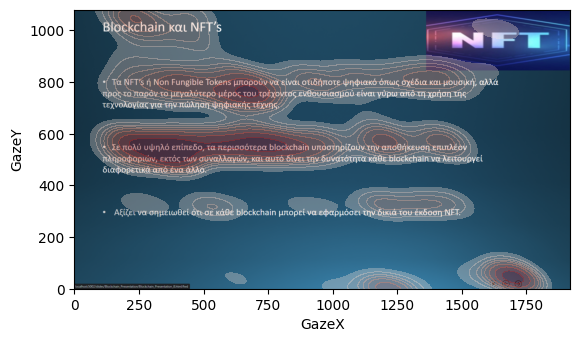 Blockchain και NFT's
NFT
• Τα NFT's ή Non Fungible Tokens μπορούν να είναι οτιδήποτε ψηφιακό όπως σχέδια και μουσική, αλλά
προς το παρόν το μεγαλύτερο μέρος του τρέχοντος ενθουσιασμού είναι γύρω από τη χρήση της
τεχνολογίας για την πώληση ψηφιακής τέχνης.
• Σε πολύ υψηλό επίπεδο, τα περισσότερα blockchain υποστηρίζουν την αποθήκευση επιπλέον
πληροφοριών, εκτός των συναλλαγών, και αυτό δίνει την δυνατότητα κάθε blockchain να λειτουργεί
διαφορετικά από ένα άλλο.
• Αξίζει να σημειωθεί ότι σε κάθε blockchain μπορεί να εφαρμόσει την δικιά του έκδοση NFT.
GazeY
1000
800
600
400
200
0
0 250 500 750 1000 1250 1500 1750
GazeX